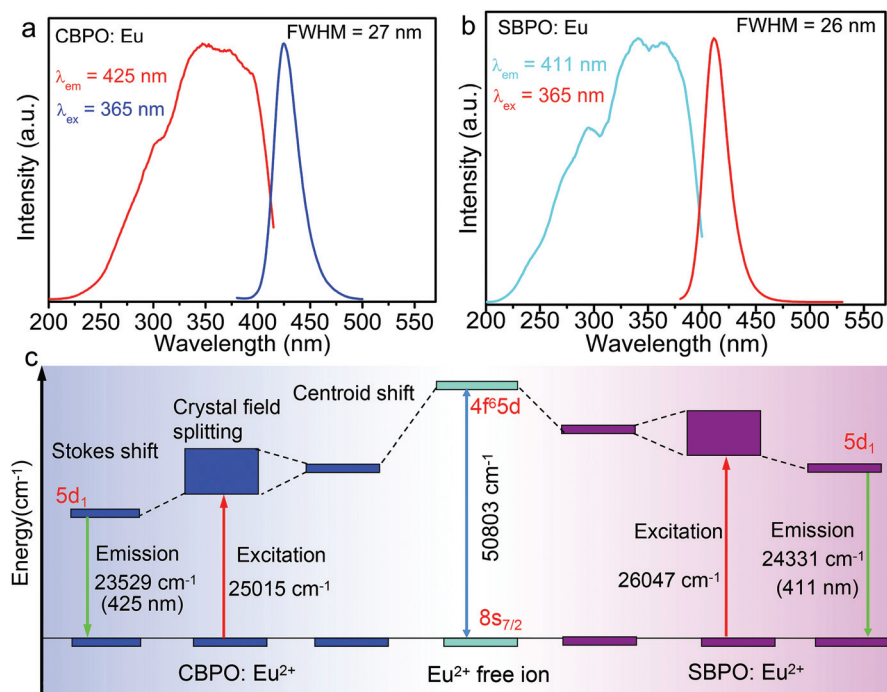 a
CBPO: Eu
FWHM = 27 nm
λem = 425 nm
λex = 365 nm
Intensity (a.u.)
200 250 300 350 400 450 500 550
Wavelength (nm)
b
SBPO: Eu
FWHM = 26 nm
λem = 411 nm
λex = 365 nm
Intensity (a.u.)
200 250 300 350 400 450 500 550
Wavelength (nm)
c
Energy(cm⁻¹)
Stokes shift
Crystal field
splitting
Centroid shift
4f⁶5d
5d₁
5d₁
50803 cm⁻¹
Emission
23529 cm⁻¹
(425 nm)
Excitation
25015 cm⁻¹
Excitation
26047 cm⁻¹
Emission
24331 cm⁻¹
(411 nm)
8s7/2
CBPO: Eu²⁺
Eu²⁺ free ion
SBPO: Eu²⁺